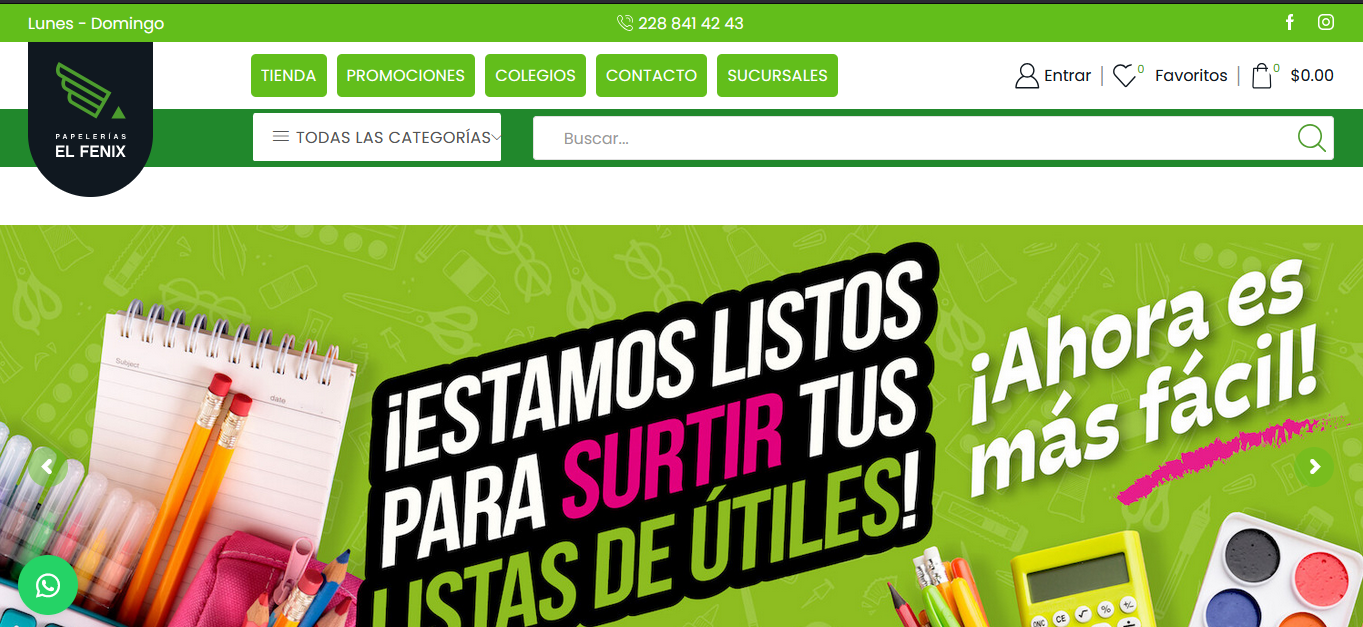 Lunes - Domingo
228 841 42 43
PAPELERÍAS
EL FENIX
TIENDA
PROMOCIONES
COLEGIOS
CONTACTO
SUCURSALES
Entrar
0
Favoritos
0
$0.00
TODAS LAS CATEGORÍAS
Buscar...
¡ESTAMOS LISTOS
PARA SURTIR TUS
LISTAS DE ÚTILES!
¡Ahora es
más fácil!
Subject
date
ON/C
CE
√
%
+/-
÷